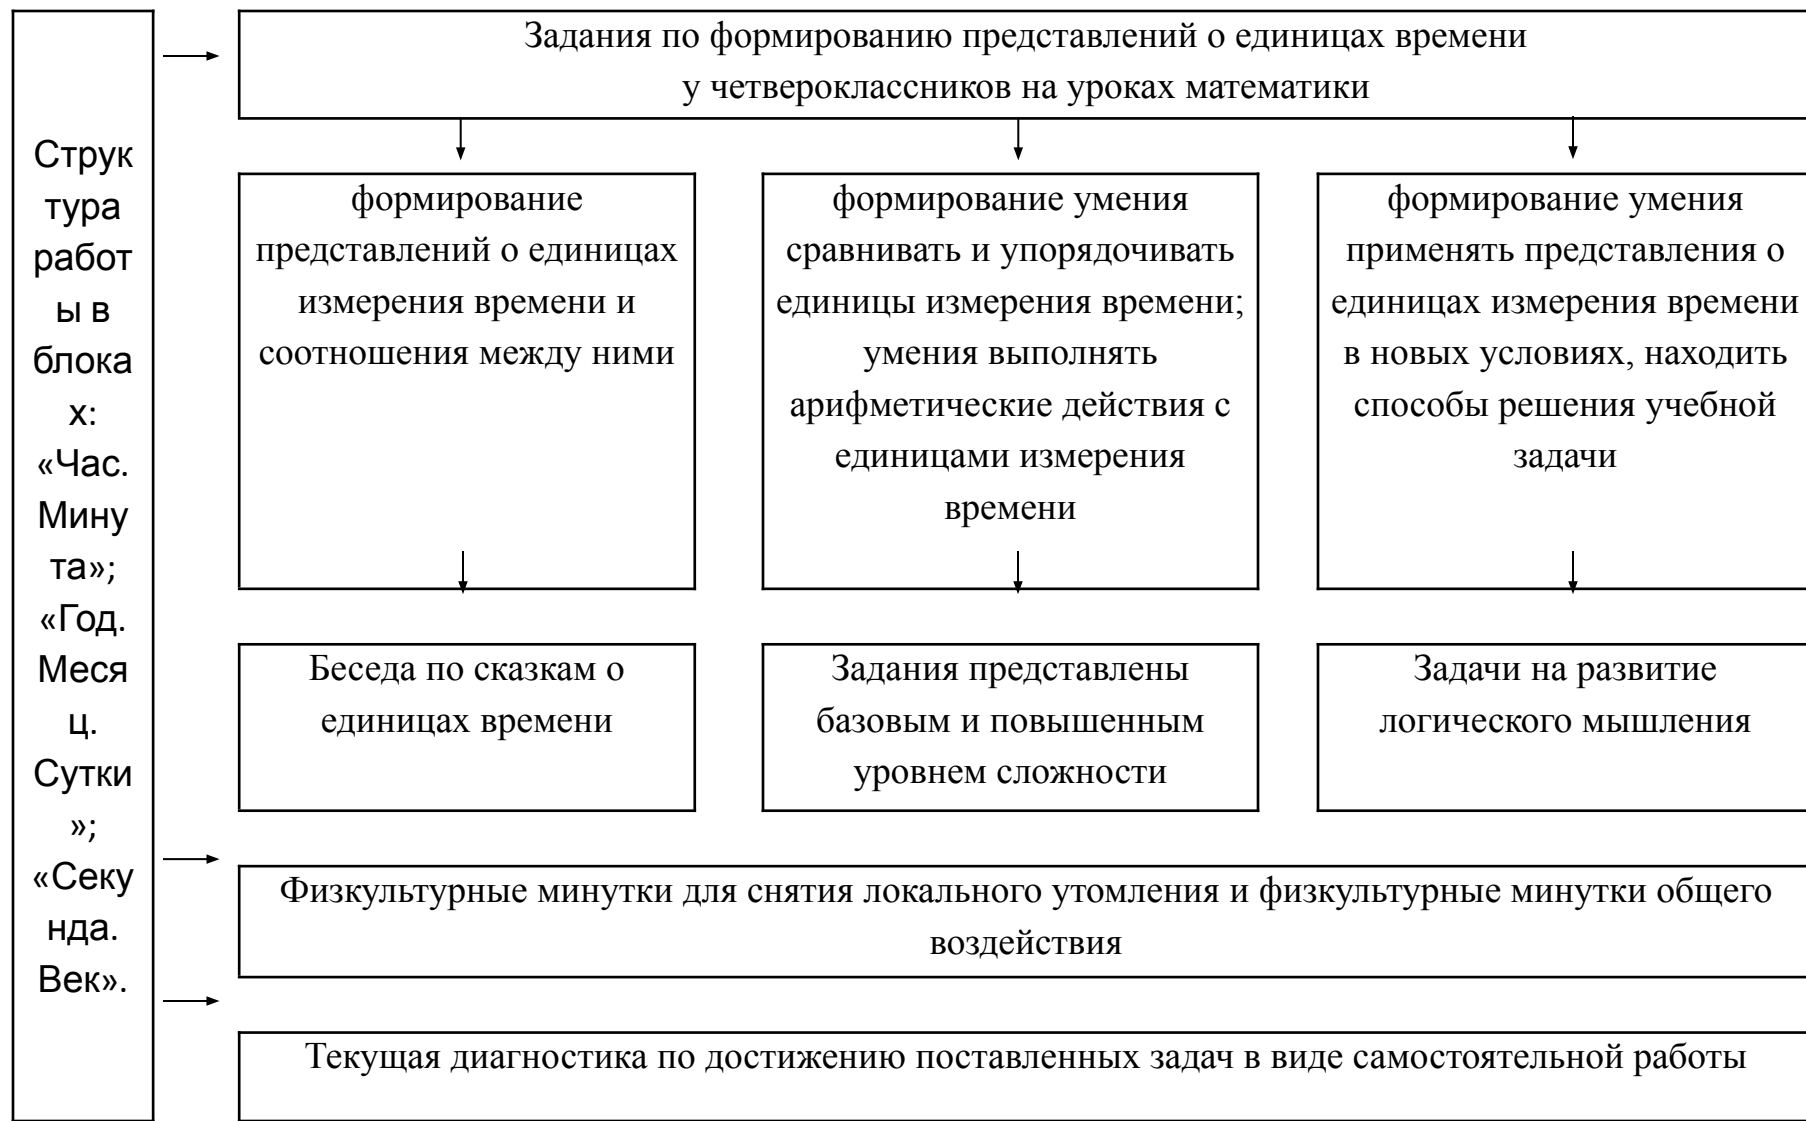 Струк
тура
работ
ы в
блока
х:
«Час.
Мину
та»;
«Год.
Меся
ц.
Сутки
»;
«Секу
нда.
Век».
Задания по формированию представлений о единицах времени
у четвероклассников на уроках математики
формирование
представлений о единицах
измерения времени и
соотношения между ними
формирование умения
сравнивать и упорядочивать
единицы измерения времени;
умения выполнять
арифметические действия с
единицами измерения
времени
формирование умения
применять представления о
единицах измерения времени
в новых условиях, находить
способы решения учебной
задачи
Беседа по сказкам о
единицах времени
Задания представлены
базовым и повышенным
уровнем сложности
Задачи на развитие
логического мышления
Физкультурные минутки для снятия локального утомления и физкультурные минутки общего
воздействия
Текущая диагностика по достижению поставленных задач в виде самостоятельной работы